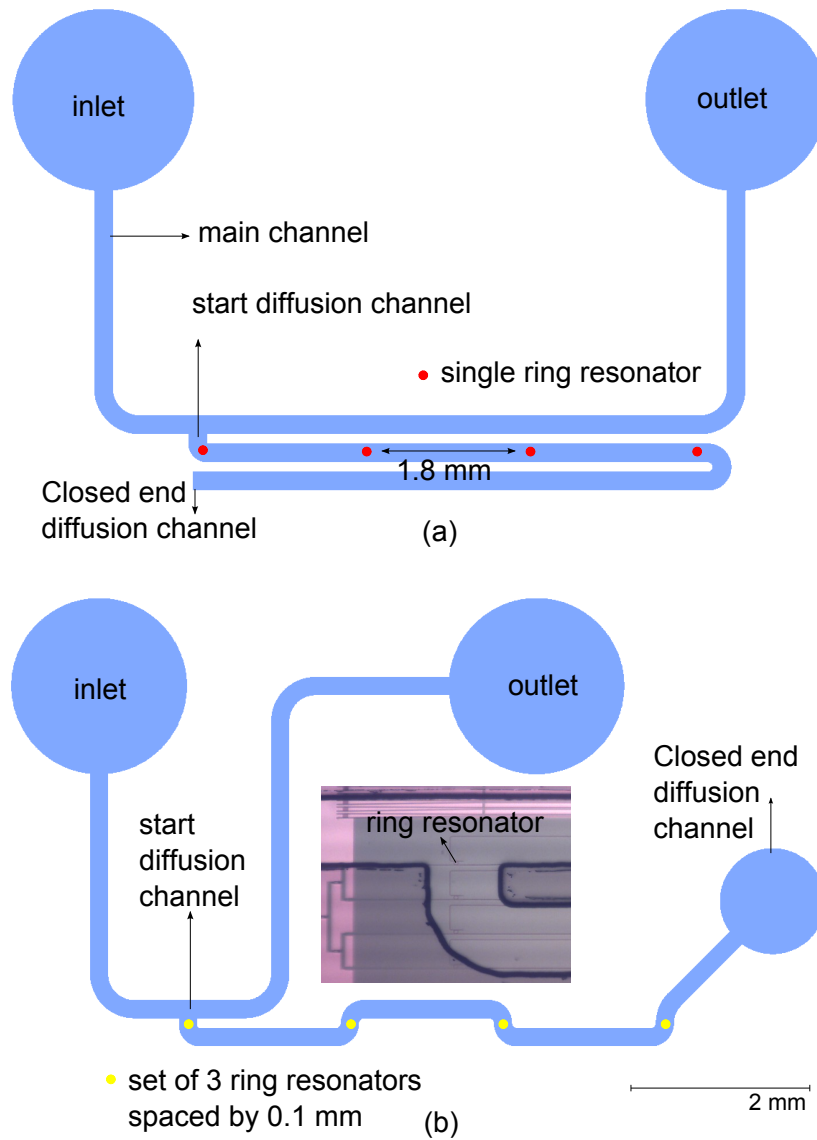 inlet
outlet
main channel
start diffusion channel
single ring resonator
1.8 mm
Closed end
diffusion channel
(a)
inlet
outlet
Closed end
diffusion
channel
ring resonator
start
diffusion
channel
set of 3 ring resonators
spaced by 0.1 mm
(b)
2 mm